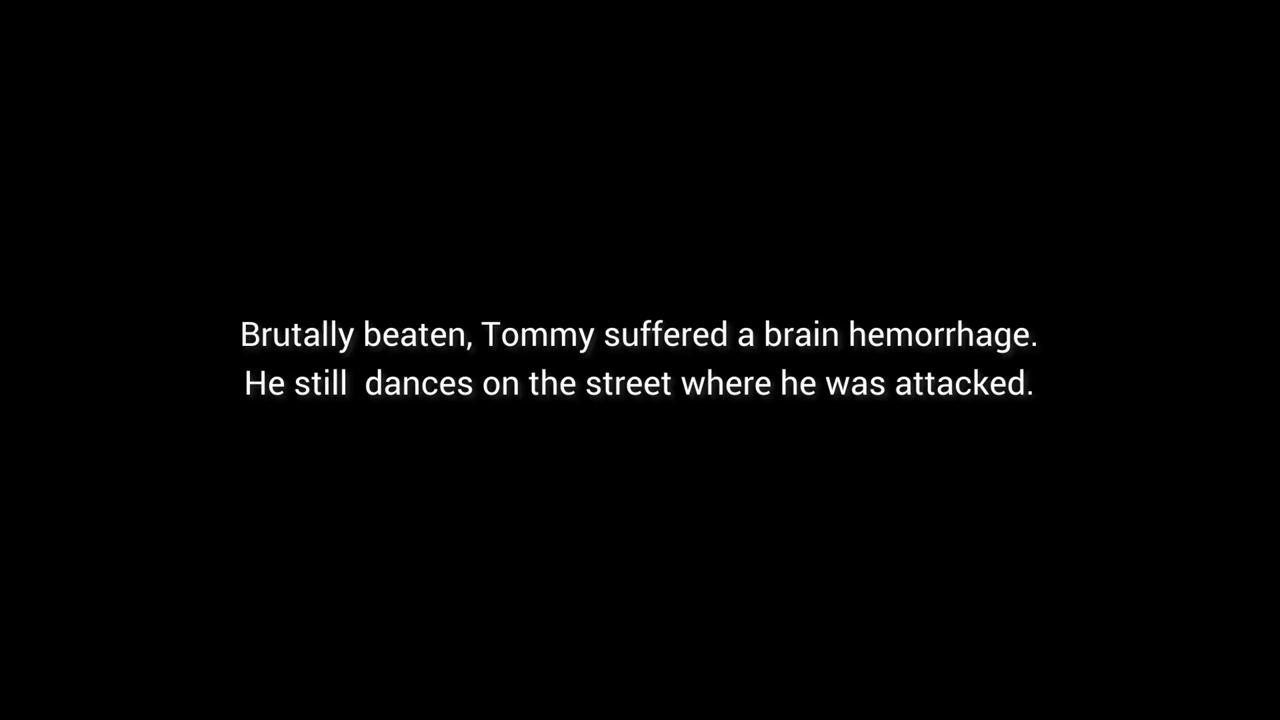 Brutally beaten, Tommy suffered a brain hemorrhage.
He still  dances on the street where he was attacked.